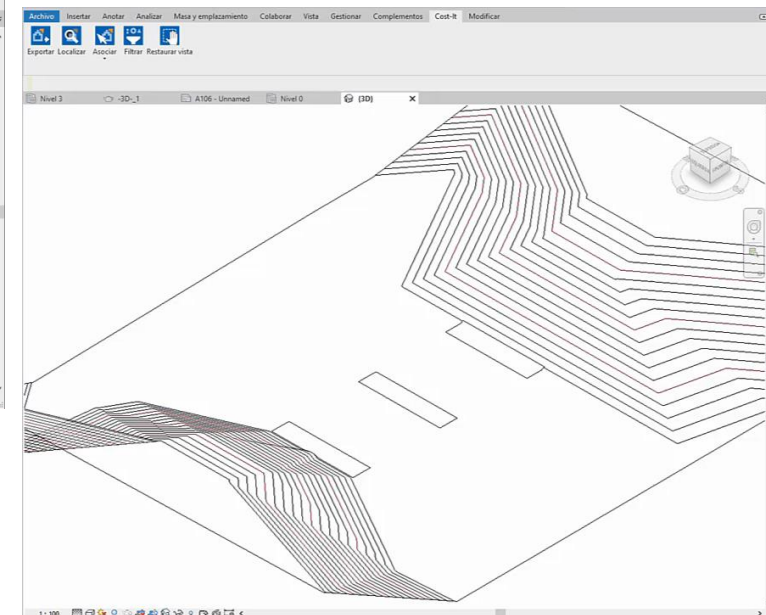 Archivo Insertar Anotar Analizar Masa y emplazamiento Colaborar Vista Gestionar Complementos Cost-It Modificar
Exportar Localizar Asociar Filtrar Restaurar vista
Nivel 3 -3D-_1 A106 - Unnamed Nivel 0 {3D}
1 : 100